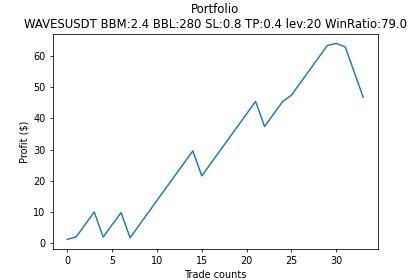 Portfolio
WAVESUSDT BBM:2.4 BBL:280 SL:0.8 TP:0.4 lev:20 WinRatio:79.0
Profit ($)
60
50
40
30
20
10
0
0 5 10 15 20 25 30
Trade counts